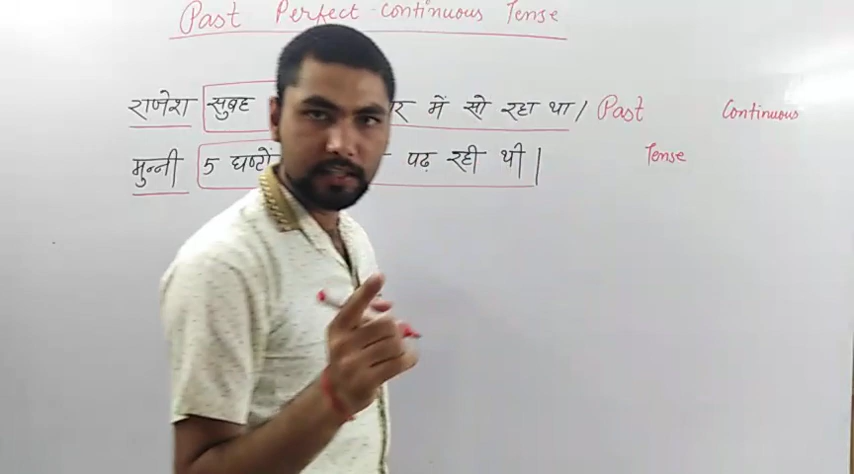 Past Perfect-continuous Tense
राजेश सुबह में सो रहा था / Past Continuous
मुन्नी 5 घण्टों पढ़ रही थी | Tense